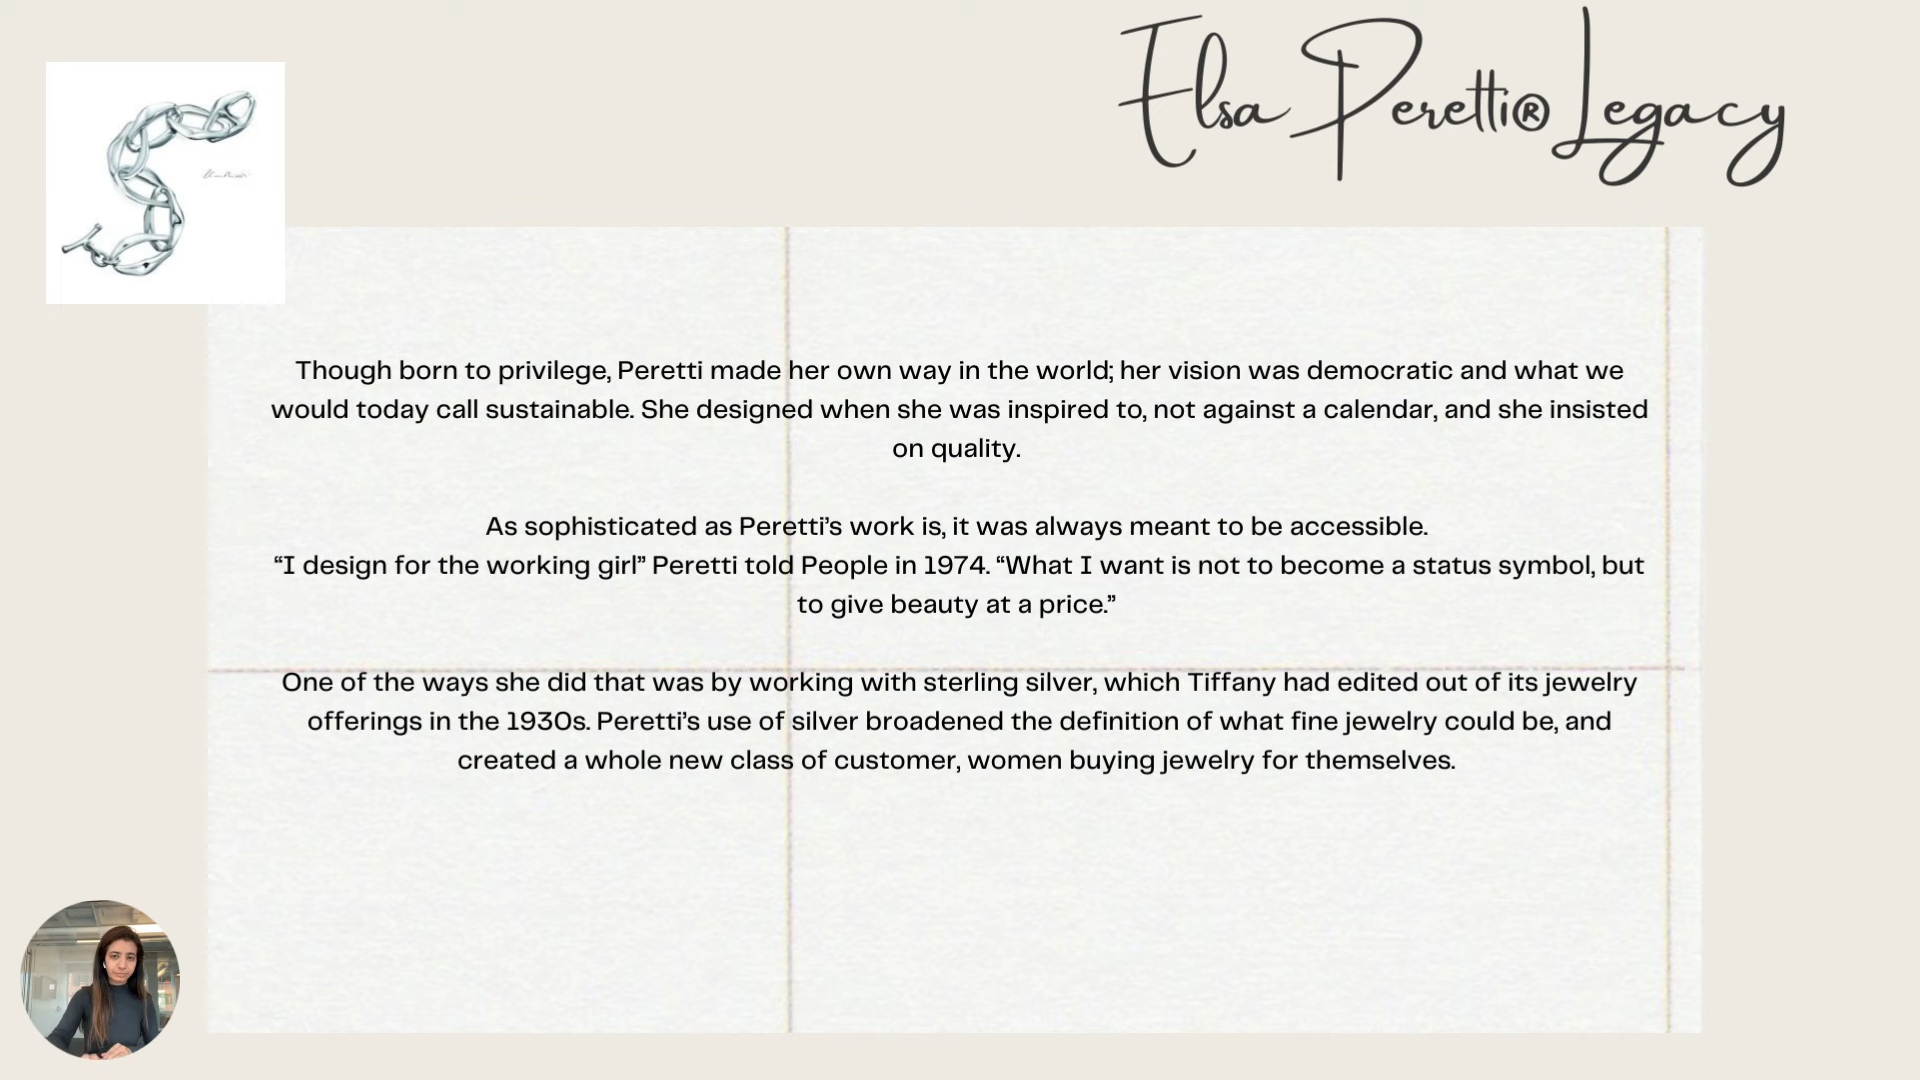 Elsa Peretti® Legacy
Though born to privilege, Peretti made her own way in the world; her vision was democratic and what we
would today call sustainable. She designed when she was inspired to, not against a calendar, and she insisted
on quality.
As sophisticated as Peretti’s work is, it was always meant to be accessible.
“I design for the working girl” Peretti told People in 1974. “What I want is not to become a status symbol, but
to give beauty at a price.”
One of the ways she did that was by working with sterling silver, which Tiffany had edited out of its jewelry
offerings in the 1930s. Peretti’s use of silver broadened the definition of what fine jewelry could be, and
created a whole new class of customer, women buying jewelry for themselves.